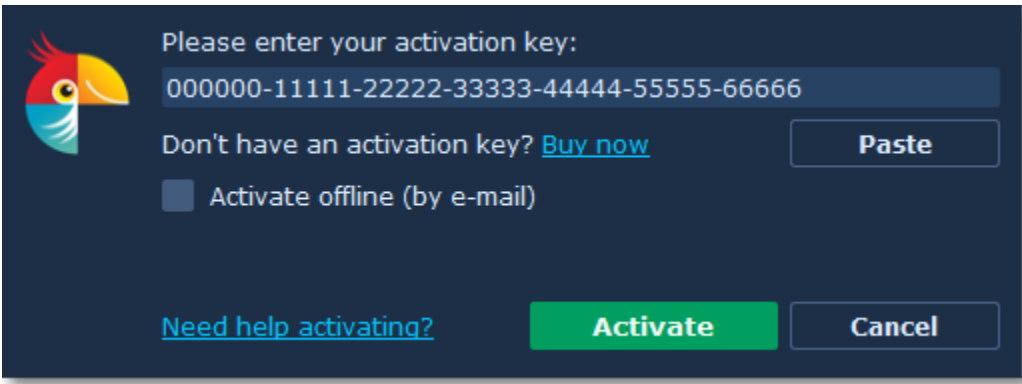 Please enter your activation key:
000000-11111-22222-33333-44444-55555-66666
Don't have an activation key? Buy now
Paste
Activate offline (by e-mail)
Need help activating?
Activate
Cancel